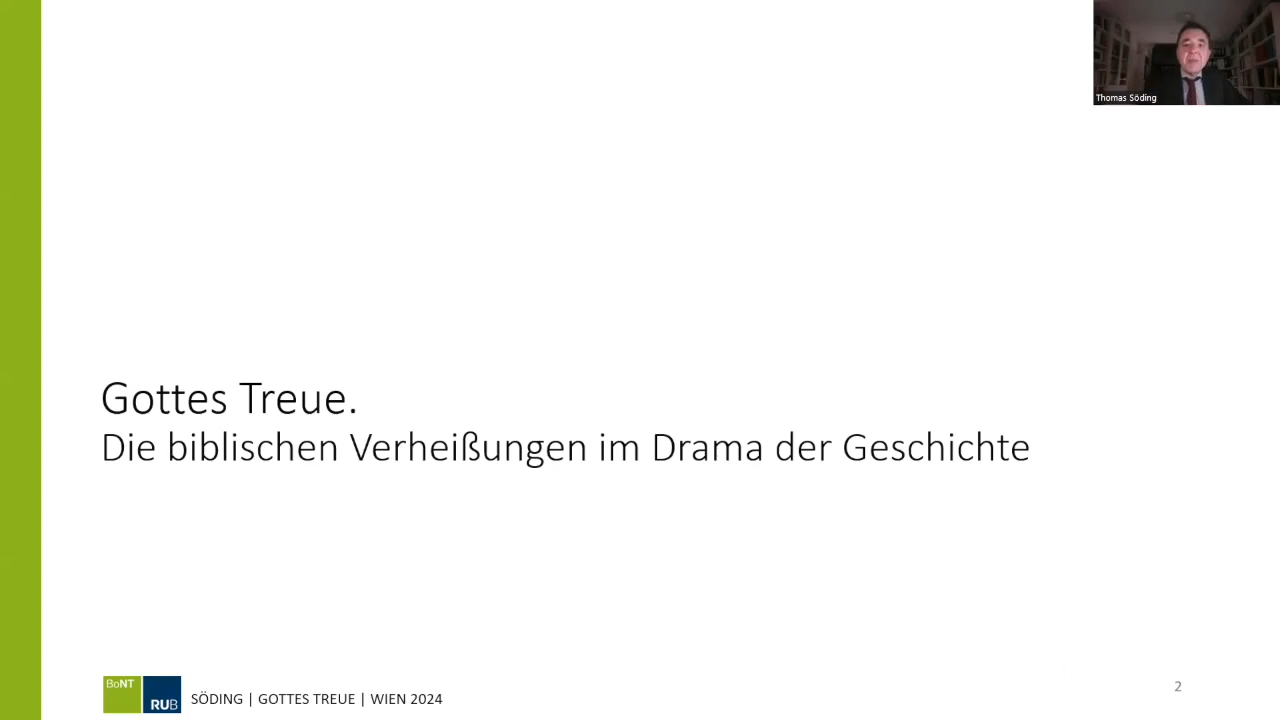 Thomas Söding
Gottes Treue.
Die biblischen Verheißungen im Drama der Geschichte
BoNT
RUB
SÖDING | GOTTES TREUE | WIEN 2024
2